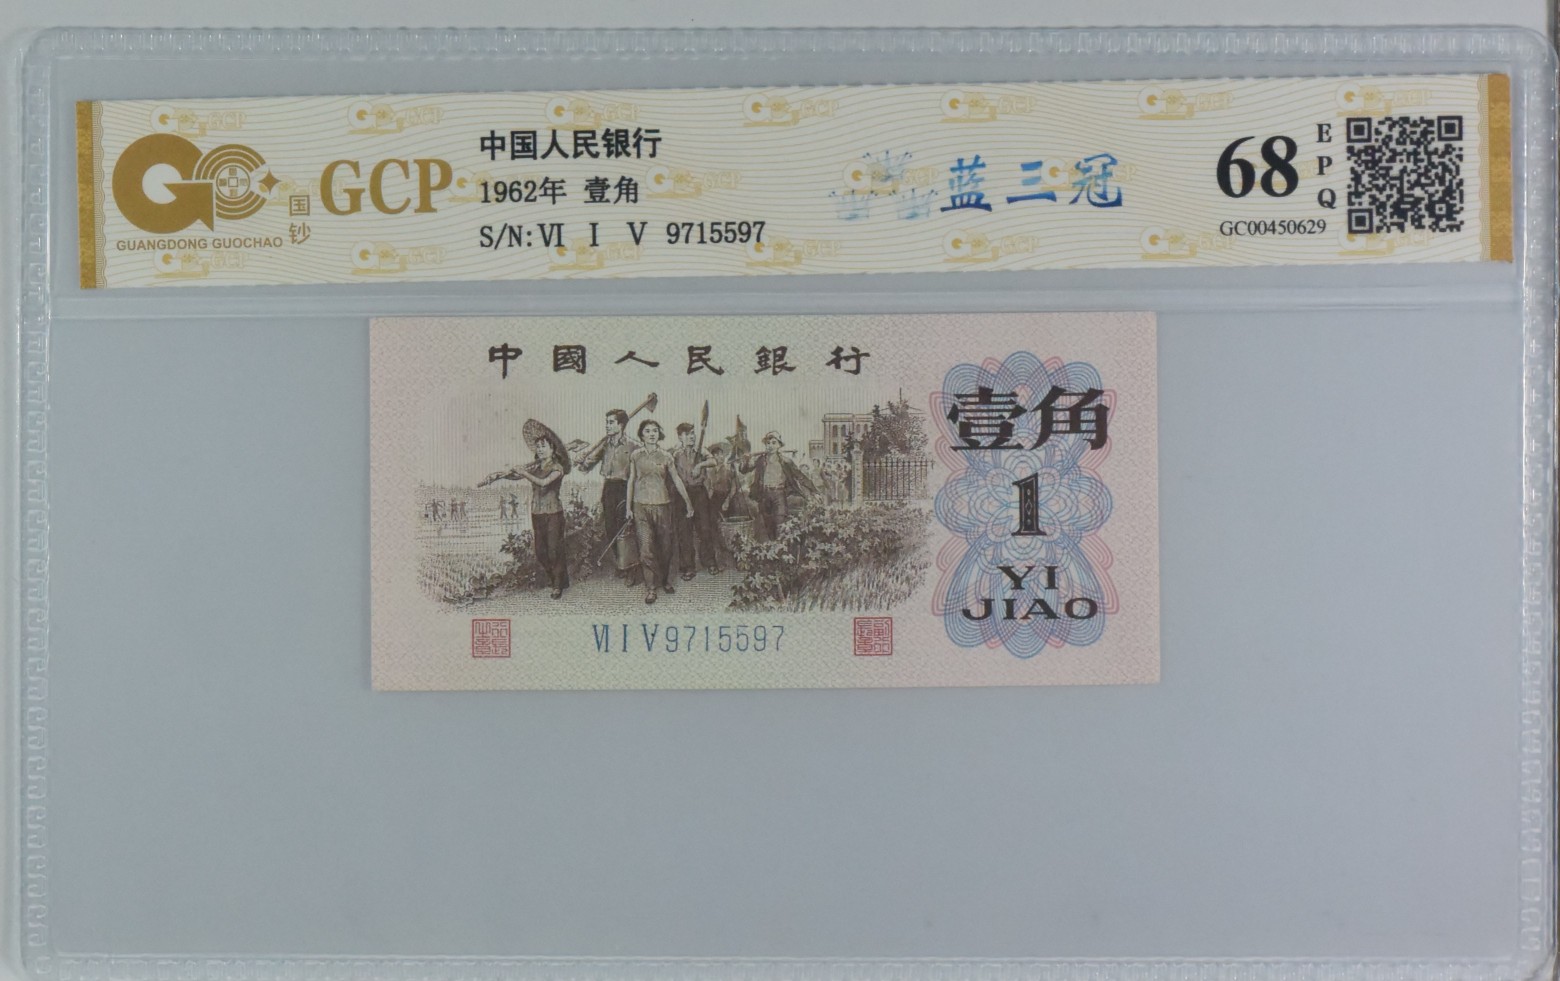 GCP
国钞
GUANGDONG GUOCHAO
中国人民银行
1962年 壹角
S/N: VI I V 9715597
蓝三冠
68
EPQ
GC00450629
中國人民銀行
壹角
1
YI
JIAO
VI I V 9715597